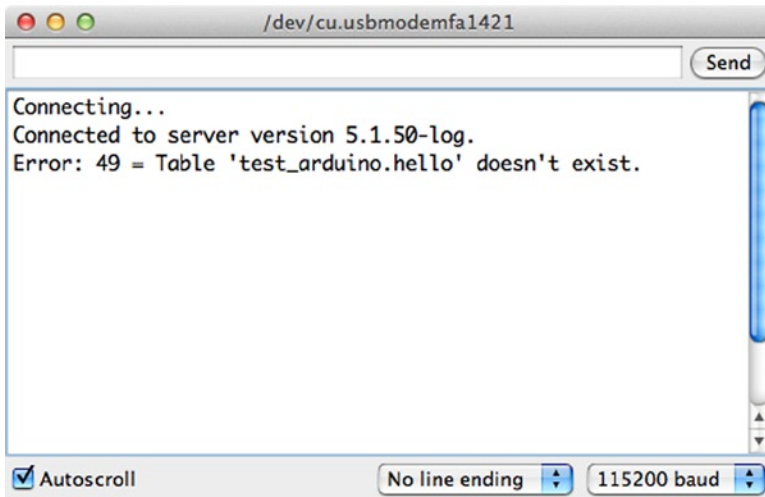 /dev/cu.usbmodemfa1421
Send
Connecting...
Connected to server version 5.1.50-log.
Error: 49 = Table 'test_arduino.hello' doesn't exist.
Autoscroll
No line ending
115200 baud